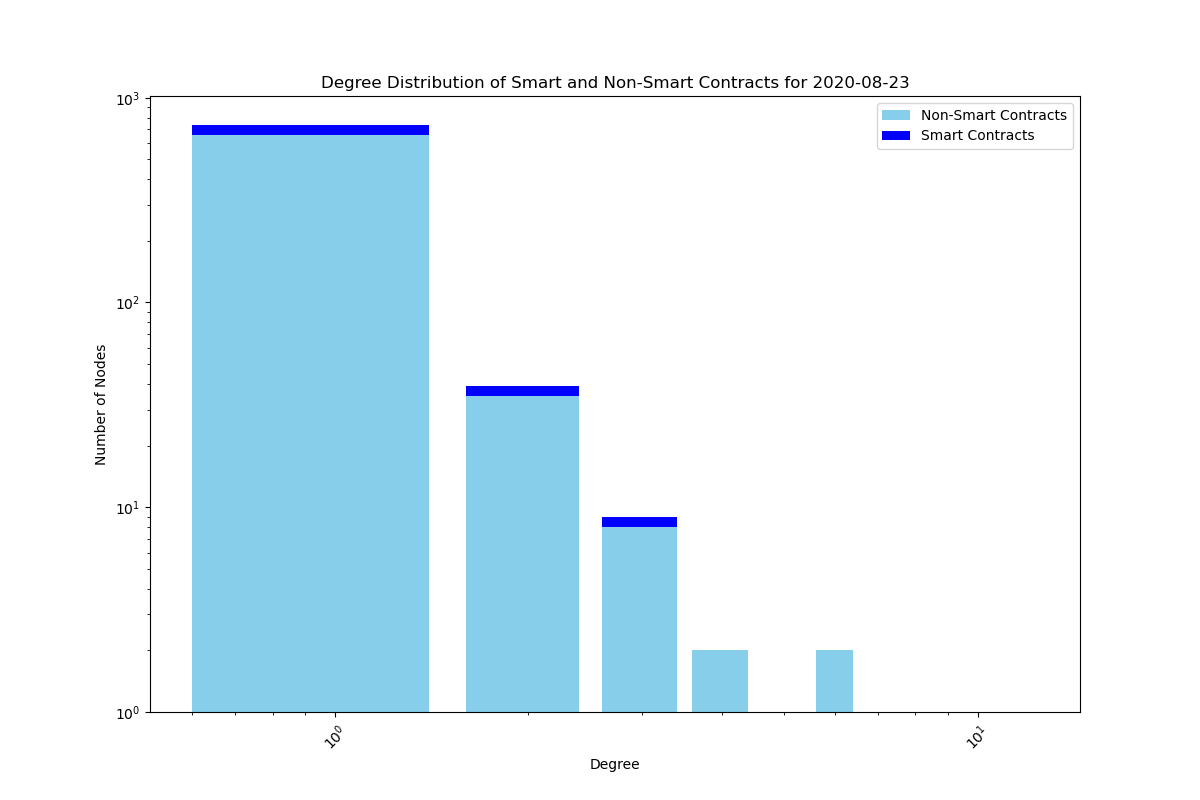 Degree Distribution of Smart and Non-Smart Contracts for 2020-08-23
Non-Smart Contracts
Smart Contracts
Number of Nodes
10³
10²
10¹
10⁰
10⁰
10¹
Degree